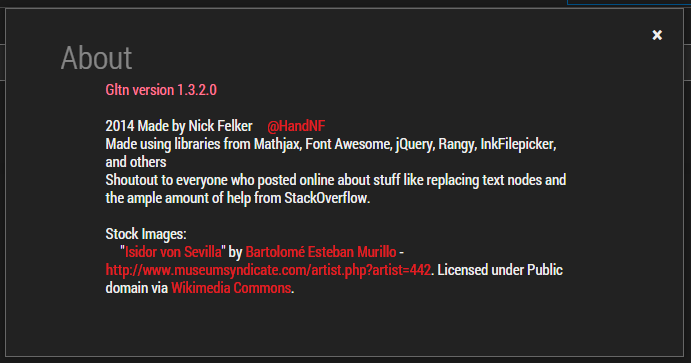 ×
About
Gltn version 1.3.2.0
2014 Made by Nick Felker @HandNF
Made using libraries from Mathjax, Font Awesome, jQuery, Rangy, InkFilepicker,
and others
Shoutout to everyone who posted online about stuff like replacing text nodes and
the ample amount of help from StackOverflow.
Stock Images:
"Isidor von Sevilla" by Bartolomé Esteban Murillo -
http://www.museumsyndicate.com/artist.php?artist=442. Licensed under Public
domain via Wikimedia Commons.